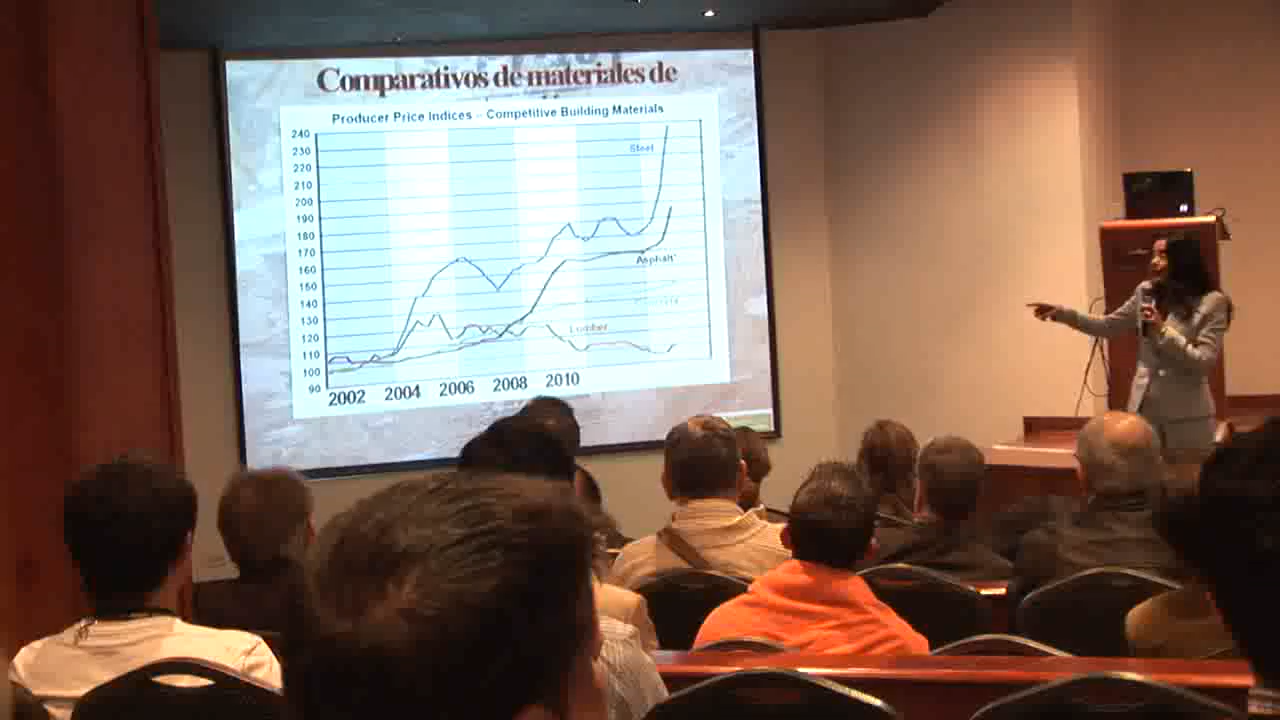 Comparativos de materiales de
Producer Price Indices – Competitive Building Materials
240
230
220
210
200
190
180
170
160
150
140
130
120
110
100
90
Steel
Asphalt
Lumber
2002 2004 2006 2008 2010